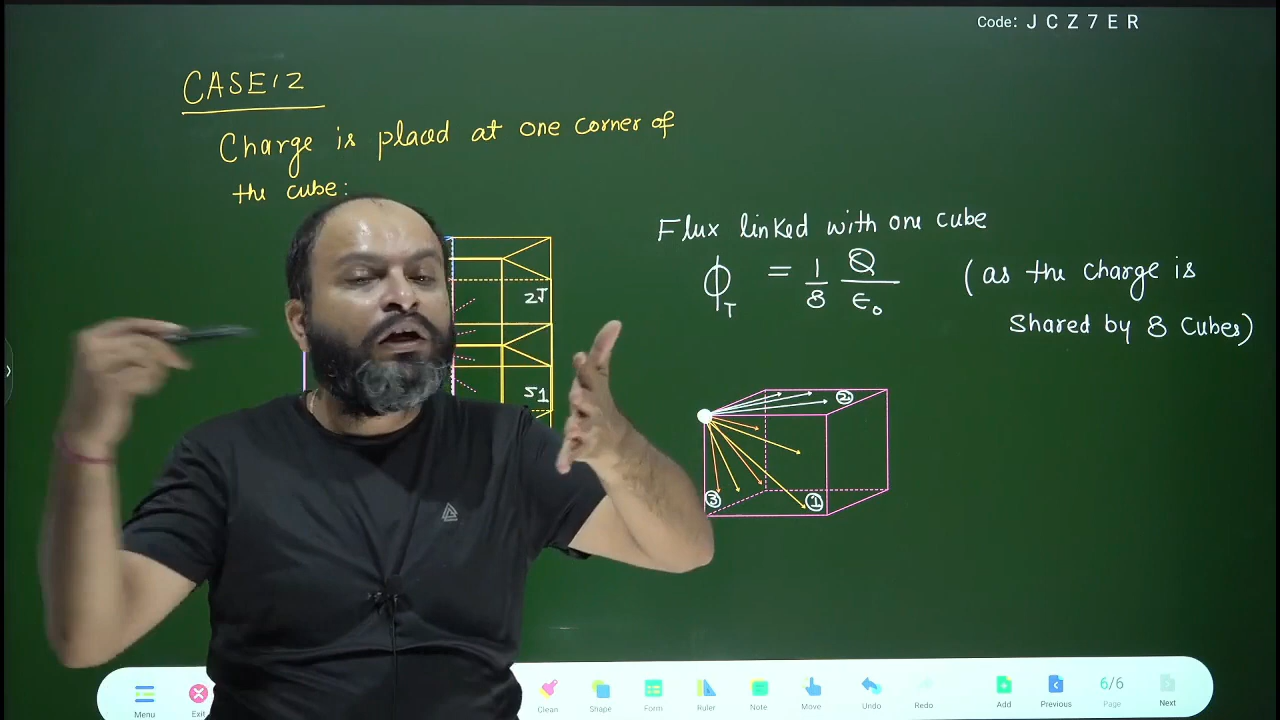 Code: J C Z 7 E R
CASE:2
Charge is placed at one corner of
the cube:
Flux linked with one cube
ϕT = 1/8 Q/ε0 (as the charge is
shared by 8 cubes)
2T
51
2
3
1
Menu
Exit
Clean
Shape
Form
Ruler
Note
Move
Undo
Redo
Add
Previous
6/6
Page
Next